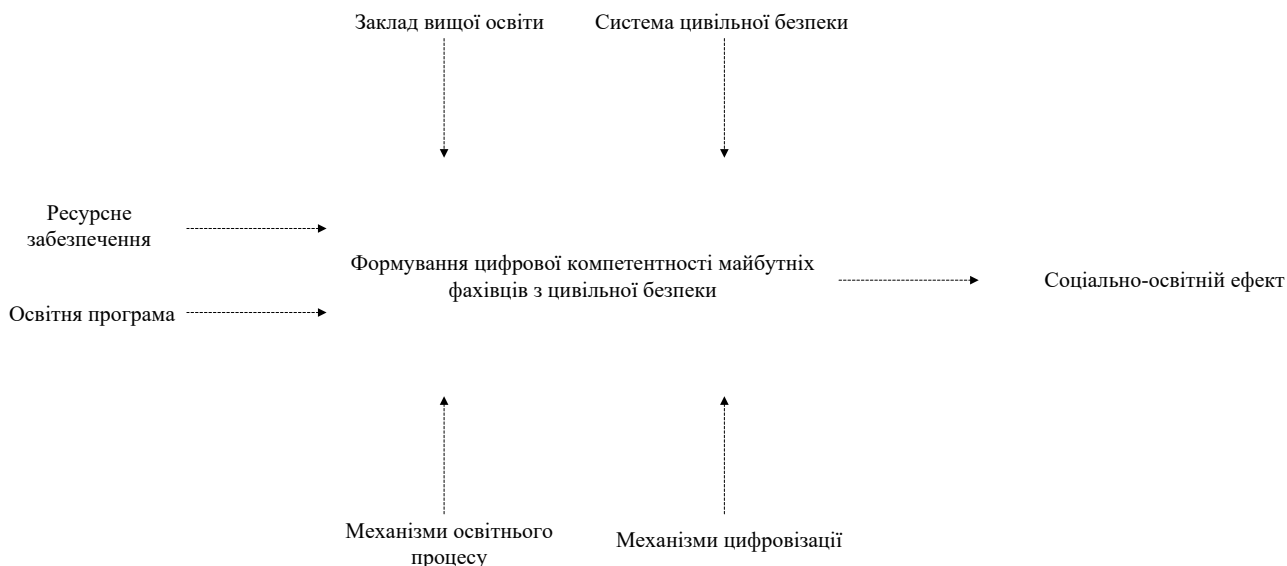 Заклад вищої освіти
Система цивільної безпеки
Ресурсне
забезпечення
Формування цифрової компетентності майбутніх
фахівців з цивільної безпеки
Соціально-освітній ефект
Освітня програма
Механізми освітнього
процесу
Механізми цифровізації